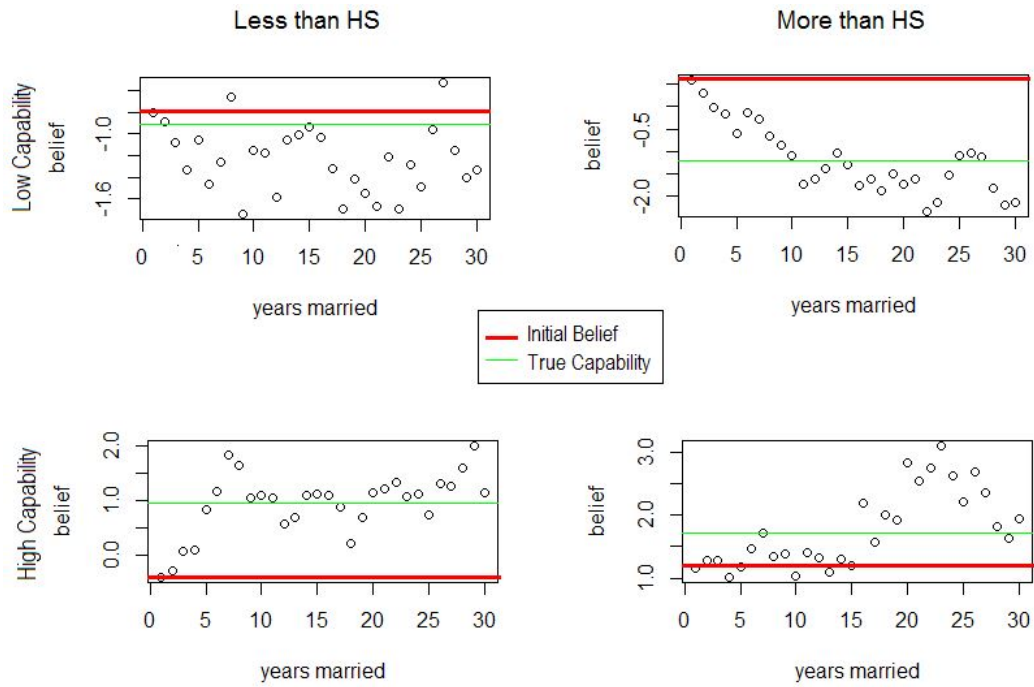 Less than HS
More than HS
Low Capability
belief
-1.0
-1.6
0 5 10 15 20 25 30
years married
belief
-0.5
-2.0
0 5 10 15 20 25 30
years married
Initial Belief
True Capability
High Capability
belief
2.0
1.0
0.0
0 5 10 15 20 25 30
years married
belief
3.0
2.0
1.0
0 5 10 15 20 25 30
years married